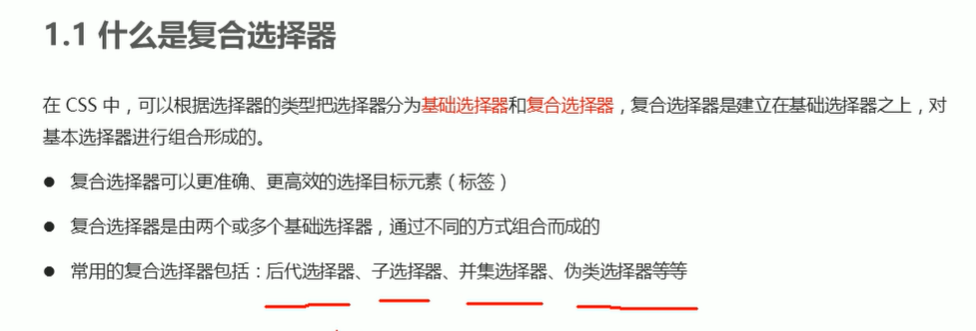 1.1 什么是复合选择器
在 CSS 中，可以根据选择器的类型把选择器分为基础选择器和复合选择器，复合选择器是建立在基础选择器之上，对
基本选择器进行组合形成的。
● 复合选择器可以更准确、更高效的选择目标元素（标签）
● 复合选择器是由两个或多个基础选择器，通过不同的方式组合而成的
● 常用的复合选择器包括：后代选择器、子选择器、并集选择器、伪类选择器等等